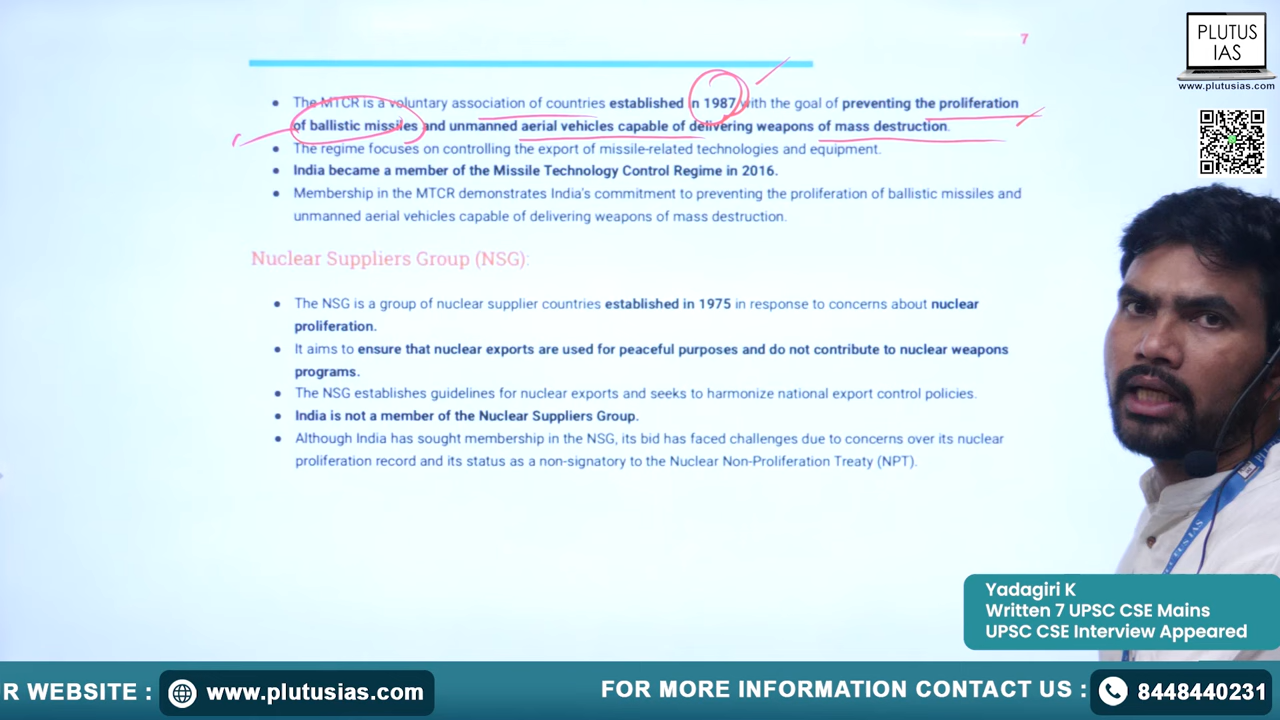 7
PLUTUS
IAS
www.plutusias.com
The MTCR is a voluntary association of countries established in 1987 with the goal of preventing the proliferation
of ballistic missiles and unmanned aerial vehicles capable of delivering weapons of mass destruction.
The regime focuses on controlling the export of missile-related technologies and equipment.
India became a member of the Missile Technology Control Regime in 2016.
Membership in the MTCR demonstrates India's commitment to preventing the proliferation of ballistic missiles and
unmanned aerial vehicles capable of delivering weapons of mass destruction.
Nuclear Suppliers Group (NSG):
The NSG is a group of nuclear supplier countries established in 1975 in response to concerns about nuclear
proliferation.
It aims to ensure that nuclear exports are used for peaceful purposes and do not contribute to nuclear weapons
programs.
The NSG establishes guidelines for nuclear exports and seeks to harmonize national export control policies.
India is not a member of the Nuclear Suppliers Group.
Although India has sought membership in the NSG, its bid has faced challenges due to concerns over its nuclear
proliferation record and its status as a non-signatory to the Nuclear Non-Proliferation Treaty (NPT).
Yadagiri K
Written 7 UPSC CSE Mains
UPSC CSE Interview Appeared
R WEBSITE :
www.plutusias.com
FOR MORE INFORMATION CONTACT US :
8448440231